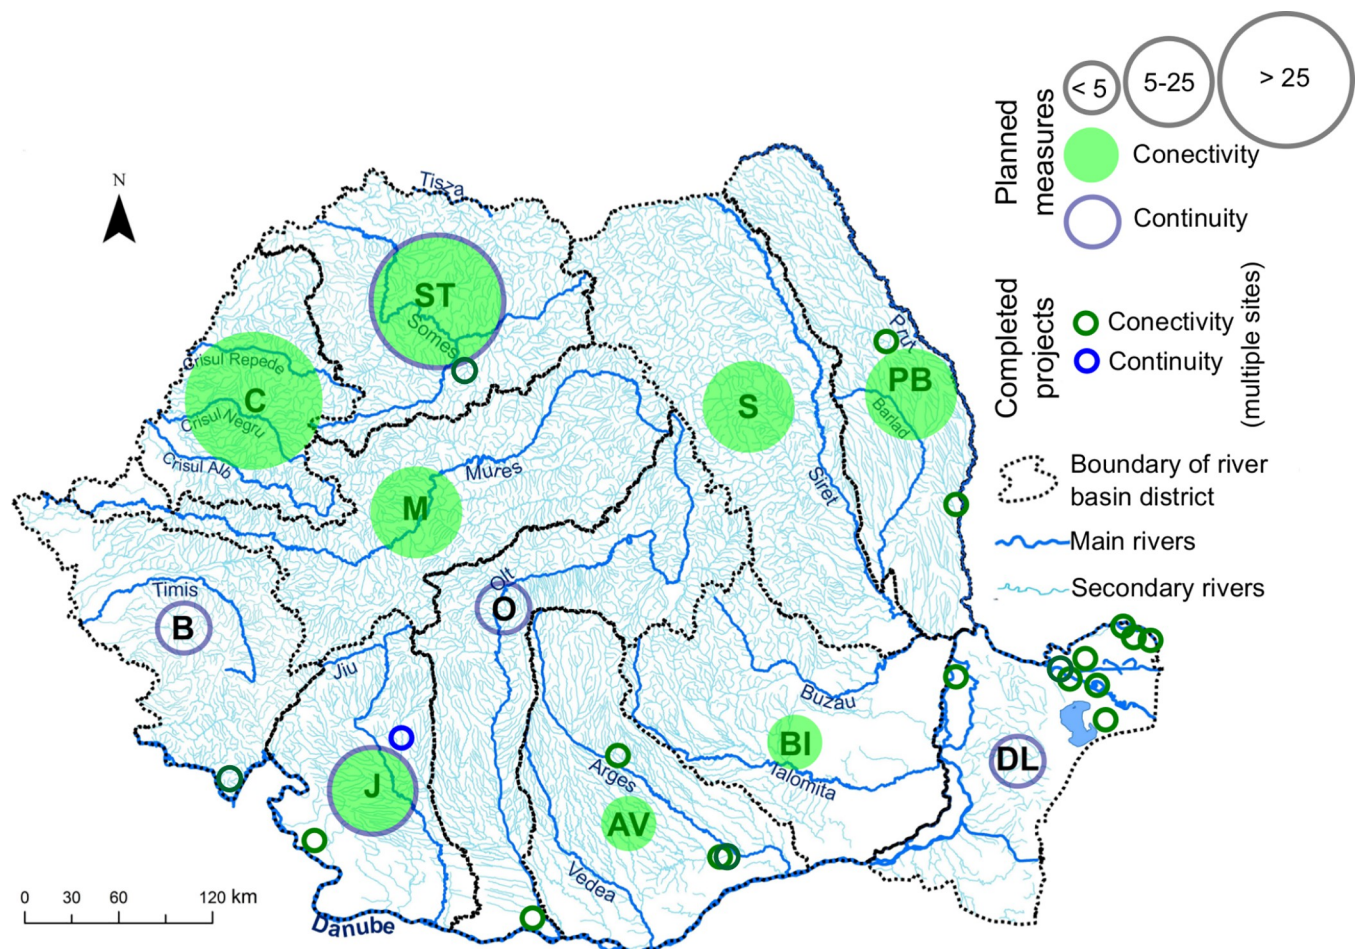 < 5
5-25
> 25
Planned
measures
Conectivity
Continuity
Completed
projects
Conectivity
Continuity
(multiple sites)
Boundary of river
basin district
Main rivers
Secondary rivers
N
Tisza
ST
Somes
Prut
PB
Barlad
Crisul Repede
C
Crisul Negru
Crisul Alb
S
Siret
Mures
M
Olt
O
Timis
B
Jiu
J
Buzau
BI
Ialomita
DL
Arges
AV
Vedea
Danube
0 30 60 120 km